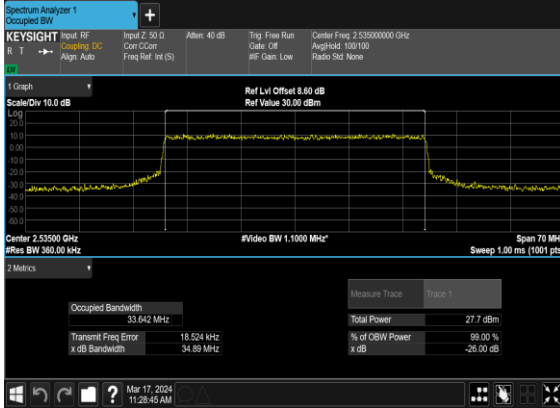 Spectrum Analyzer 1
Occupied BW
+
KEYSIGHT Input: RF Input Z: 50 Ω Atten: 40 dB Trig: Free Run Center Freq: 2.535000000 GHz
R T Coupling: DC Corr CCorr Gate: Off Avg|Hold: 100/100
Align: Auto Freq Ref: Int (S) #IF Gain: Low Radio Std: None
1 Graph
Ref Lvl Offset 8.60 dB
Scale/Div 10.0 dB Ref Value 30.00 dBm
Log
20.0
10.0
0.00
-10.0
-20.0
-30.0
-40.0
-50.0
-60.0
Center 2.53500 GHz #Video BW 1.1000 MHz* Span 70 MH
#Res BW 360.00 kHz Sweep 1.00 ms (1001 pts
2 Metrics
Measure Trace Trace 1
Occupied Bandwidth
33.642 MHz Total Power 27.7 dBm
Transmit Freq Error 18.524 kHz % of OBW Power 99.00 %
x dB Bandwidth 34.89 MHz x dB -26.00 dB
? Mar 17, 2024
11:28:45 AM